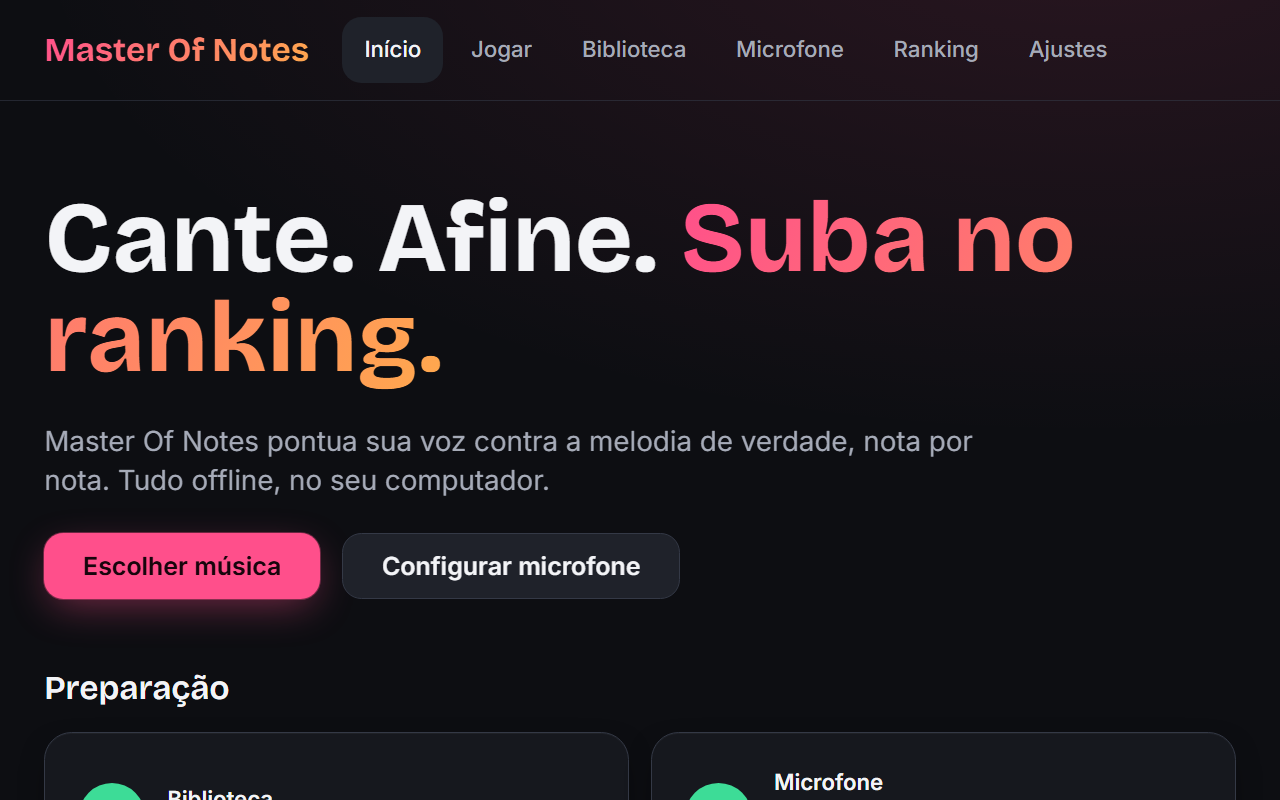 Master Of Notes
Início
Jogar
Biblioteca
Microfone
Ranking
Ajustes
Cante. Afine. Suba no
ranking.
Master Of Notes pontua sua voz contra a melodia de verdade, nota por
nota. Tudo offline, no seu computador.
Escolher música
Configurar microfone
Preparação
Biblioteca
Microfone